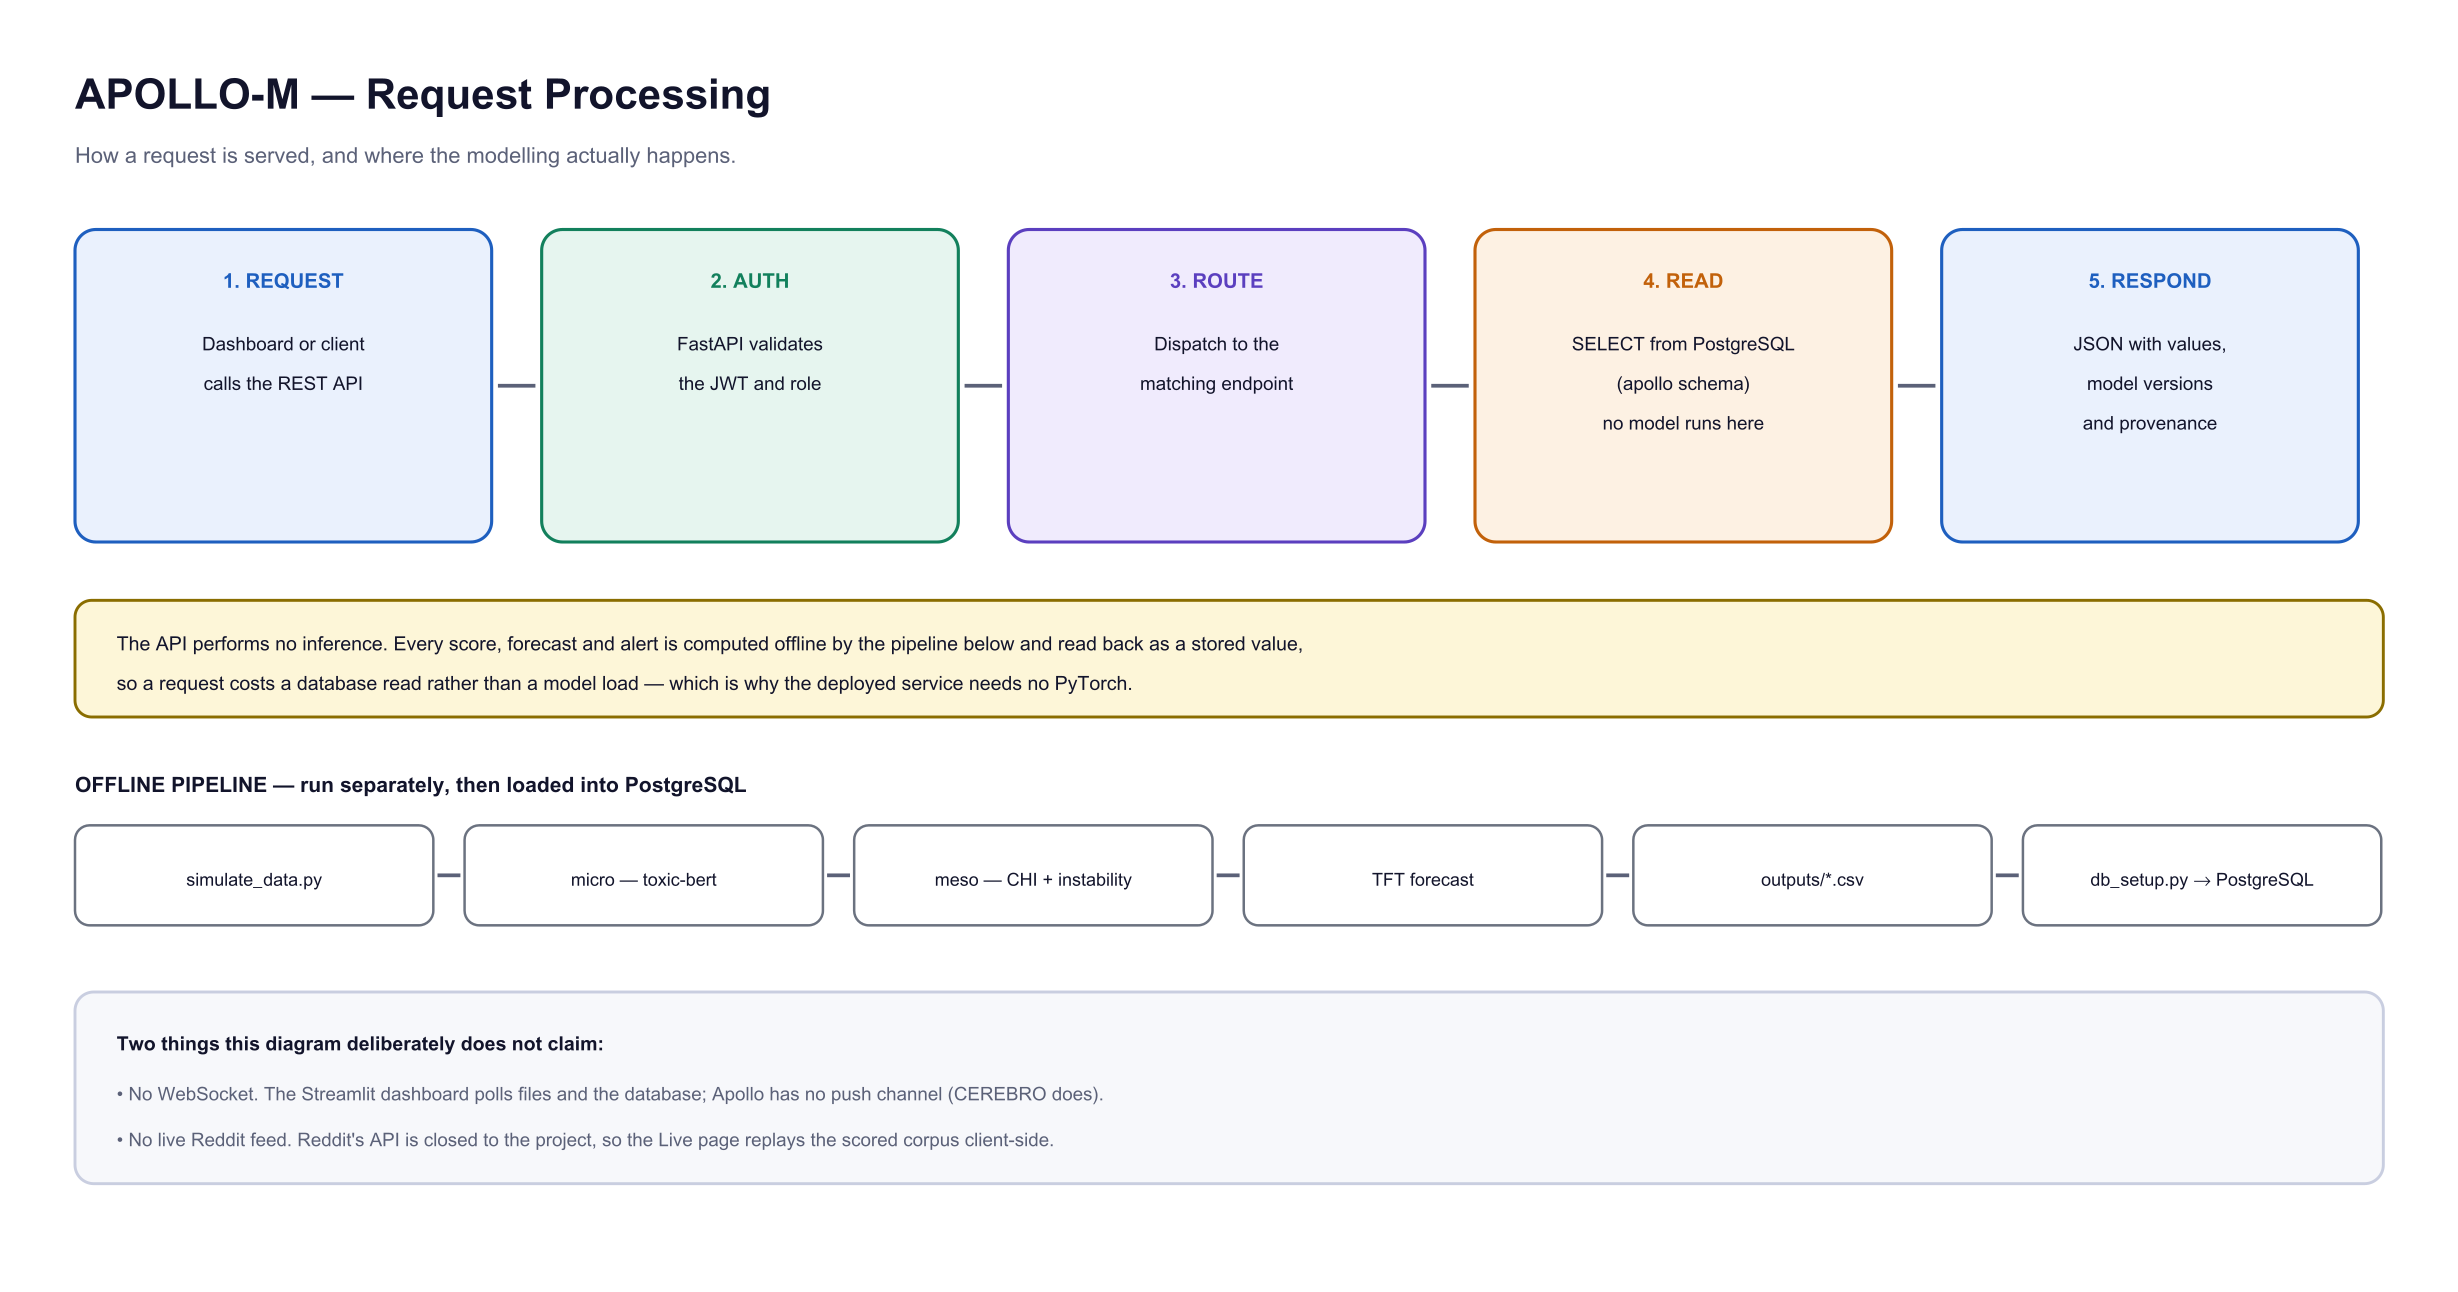 APOLLO-M — Request Processing
How a request is served, and where the modelling actually happens.
1. REQUEST
Dashboard or client
calls the REST API
2. AUTH
FastAPI validates
the JWT and role
3. ROUTE
Dispatch to the
matching endpoint
4. READ
SELECT from PostgreSQL
(apollo schema)
no model runs here
5. RESPOND
JSON with values,
model versions
and provenance
The API performs no inference. Every score, forecast and alert is computed offline by the pipeline below and read back as a stored value,
so a request costs a database read rather than a model load — which is why the deployed service needs no PyTorch.
OFFLINE PIPELINE — run separately, then loaded into PostgreSQL
simulate_data.py
micro — toxic-bert
meso — CHI + instability
TFT forecast
outputs/*.csv
db_setup.py → PostgreSQL
Two things this diagram deliberately does not claim:
• No WebSocket. The Streamlit dashboard polls files and the database; Apollo has no push channel (CEREBRO does).
• No live Reddit feed. Reddit's API is closed to the project, so the Live page replays the scored corpus client-side.